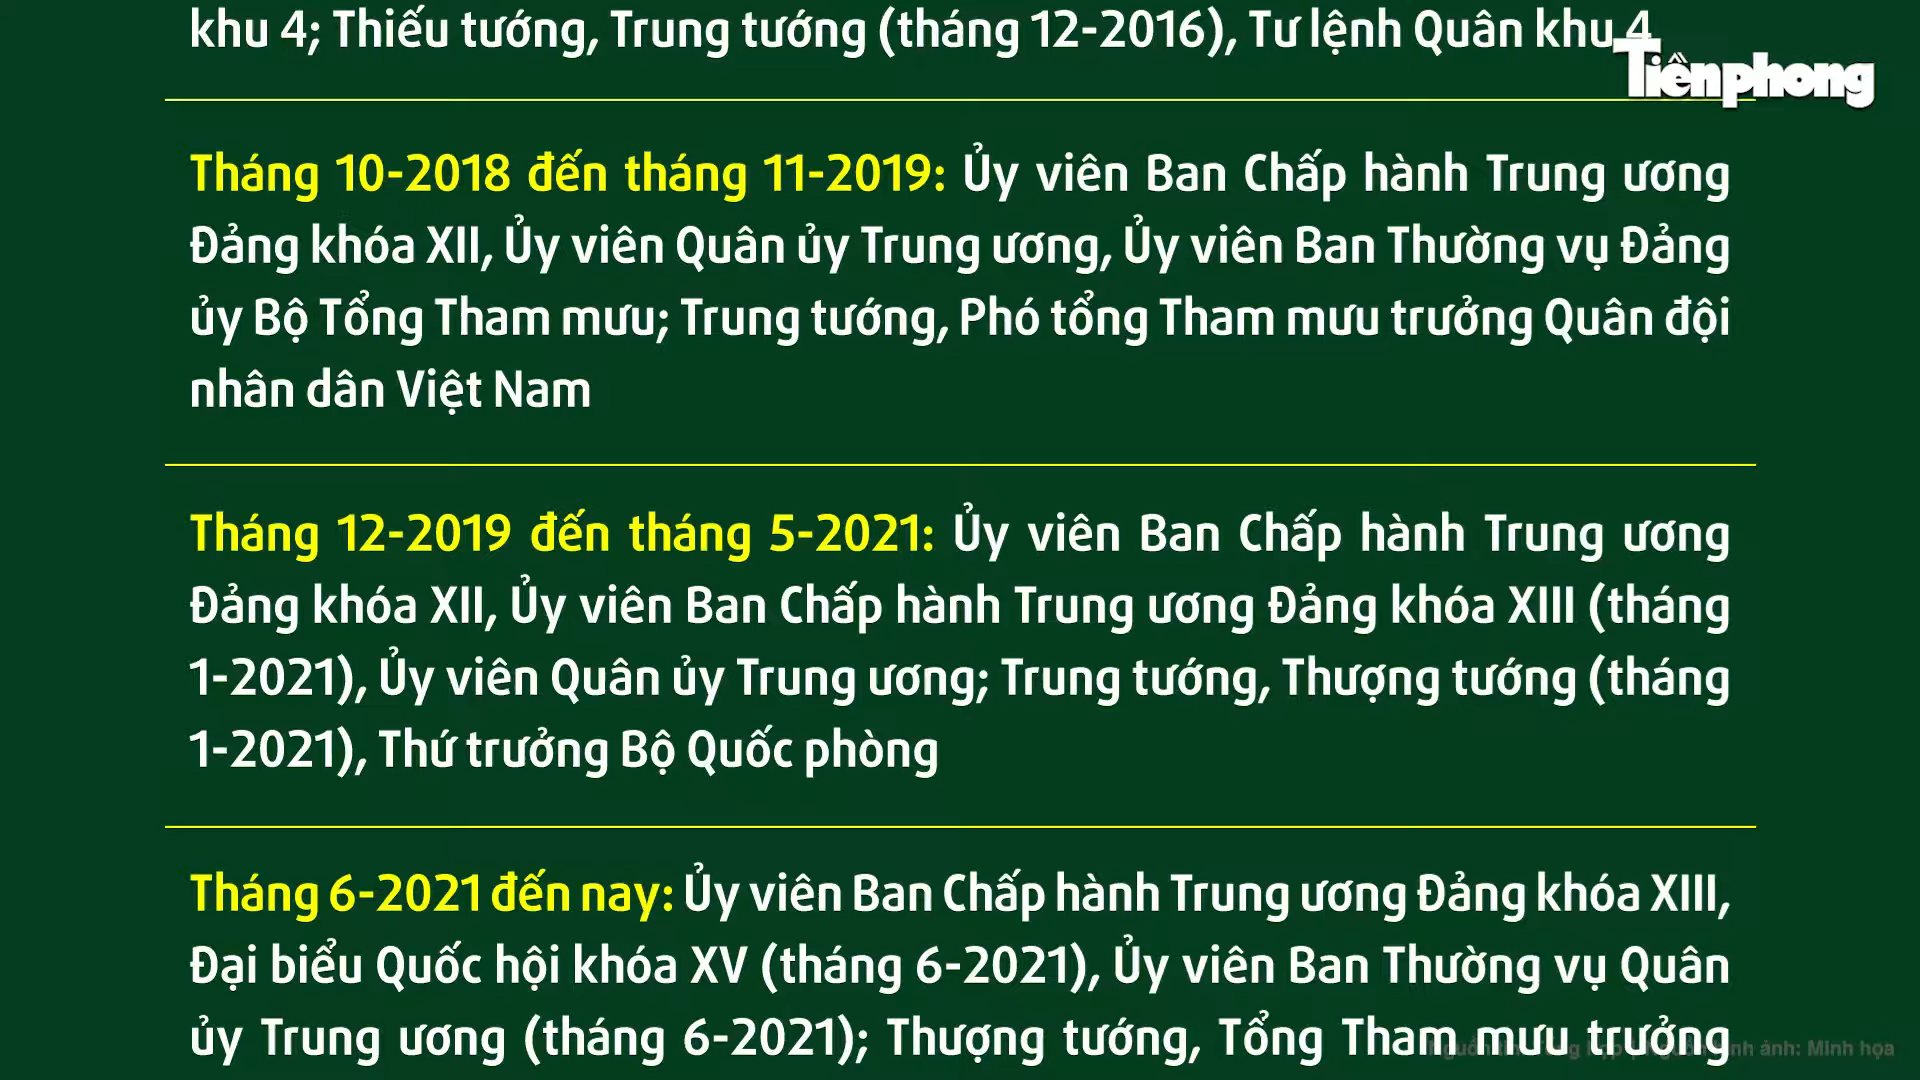 khu 4; Thiếu tướng, Trung tướng (tháng 12-2016), Tư lệnh Quân khu 4
Tiền phong
Tháng 10-2018 đến tháng 11-2019: Ủy viên Ban Chấp hành Trung ương
Đảng khóa XII, Ủy viên Quân ủy Trung ương, Ủy viên Ban Thường vụ Đảng
ủy Bộ Tổng Tham mưu; Trung tướng, Phó tổng Tham mưu trưởng Quân đội
nhân dân Việt Nam
Tháng 12-2019 đến tháng 5-2021: Ủy viên Ban Chấp hành Trung ương
Đảng khóa XII, Ủy viên Ban Chấp hành Trung ương Đảng khóa XIII (tháng
1-2021), Ủy viên Quân ủy Trung ương; Trung tướng, Thượng tướng (tháng
1-2021), Thứ trưởng Bộ Quốc phòng
Tháng 6-2021 đến nay: Ủy viên Ban Chấp hành Trung ương Đảng khóa XIII,
Đại biểu Quốc hội khóa XV (tháng 6-2021), Ủy viên Ban Thường vụ Quân
ủy Trung ương (tháng 6-2021); Thượng tướng, Tổng Tham mưu trưởng
ảnh: Minh họa